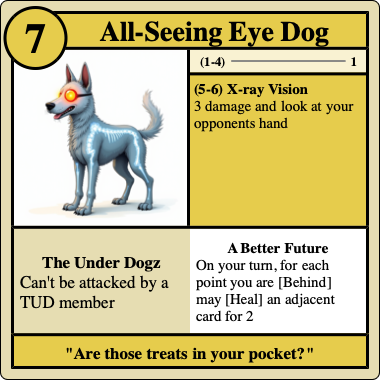 7
All-Seeing Eye Dog
(1-4) 1
(5-6) X-ray Vision
3 damage and look at your
opponents hand
The Under Dogz
Can't be attacked by a
TUD member
A Better Future
On your turn, for each
point you are [Behind]
may [Heal] an adjacent
card for 2
"Are those treats in your pocket?"